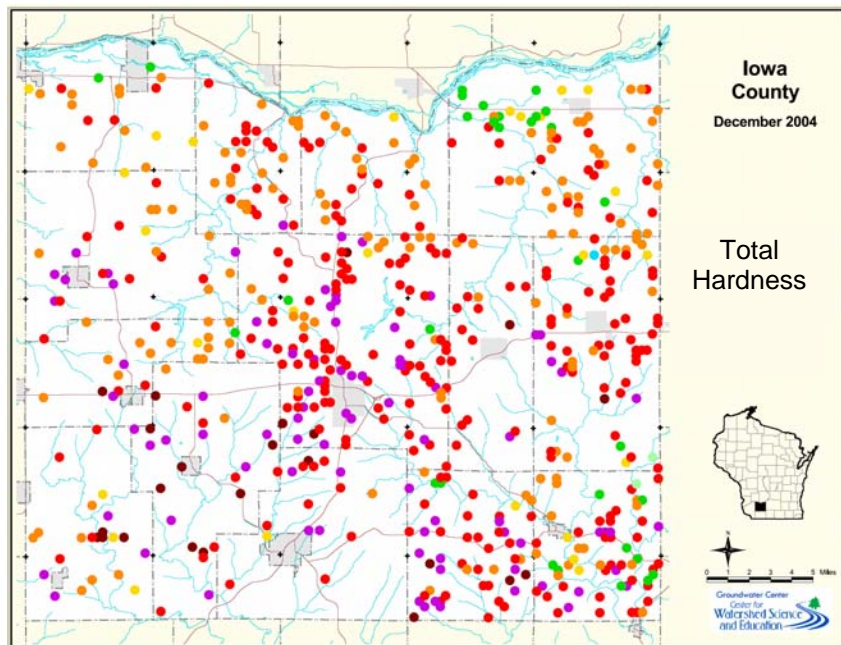 Iowa
County
December 2004
Total
Hardness
N
0 1 2 3 4 5 Miles
Groundwater Center
Center for
Watershed Science
and Education